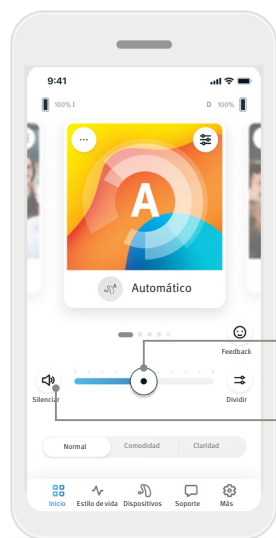 9:41
100% I
D 100%
...
A
Automático
Feedback
Silenciar
Dividir
Normal Comodidad Claridad
Inicio Estilo de vida Dispositivos Soporte Más